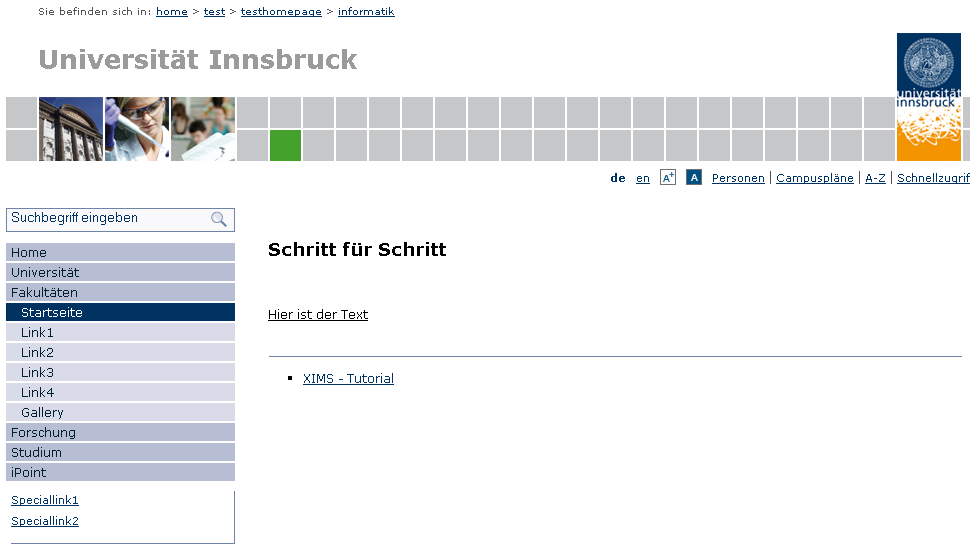 Sie befinden sich in: home > test > testhomepage > informatik
Universität Innsbruck
universität
innsbruck
de en A+ A Personen | Campuspläne | A-Z | Schnellzugrif
Suchbegriff eingeben
Home
Universität
Fakultäten
Startseite
Link1
Link2
Link3
Link4
Gallery
Forschung
Studium
iPoint
Speciallink1
Speciallink2
Schritt für Schritt
Hier ist der Text
XIMS - Tutorial